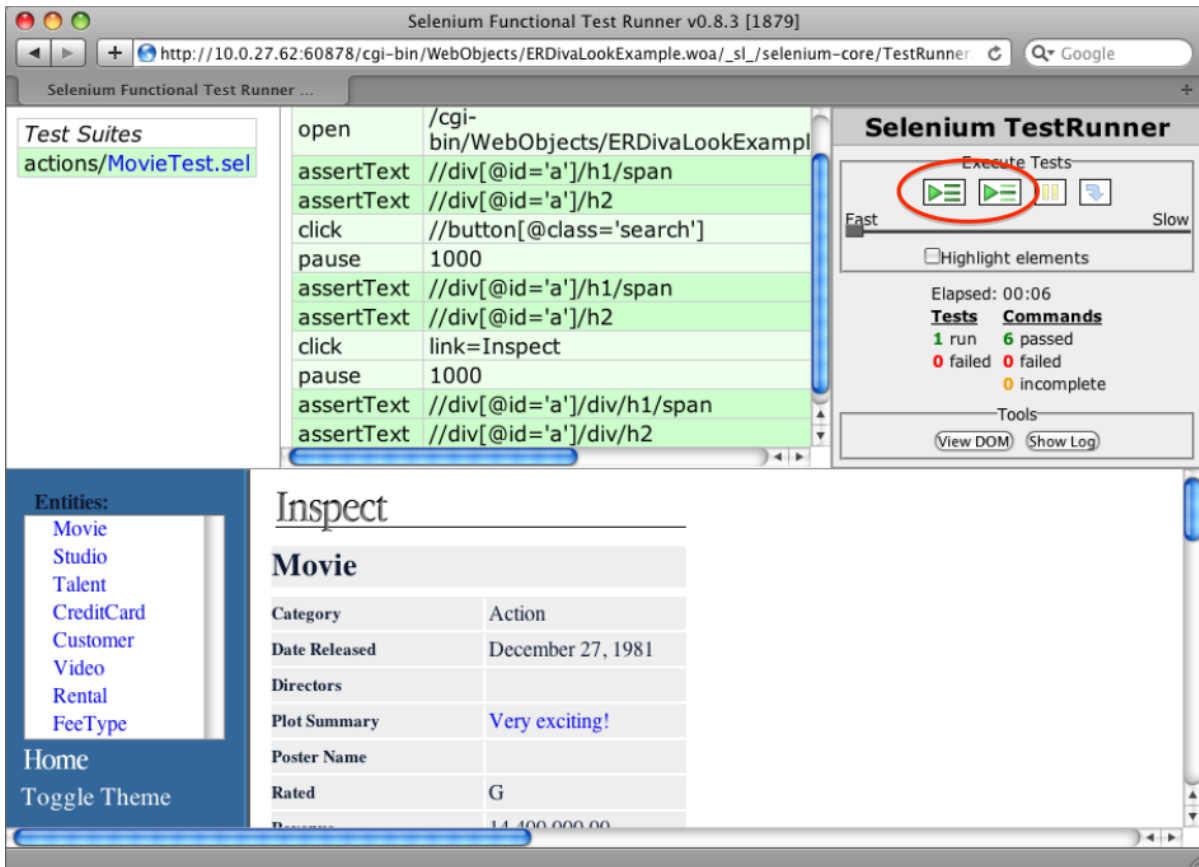 Selenium Functional Test Runner v0.8.3 [1879]
http://10.0.27.62:60878/cgi-bin/WebObjects/ERDivaLookExample.woa/_sl_/selenium-core/TestRunner.
Google
Selenium Functional Test Runner ...
Test Suites
actions/MovieTest.sel
open /cgi-
bin/WebObjects/ERDivaLookExampl
assertText //div[@id='a']/h1/span
assertText //div[@id='a']/h2
click //button[@class='search']
pause 1000
assertText //div[@id='a']/h1/span
assertText //div[@id='a']/h2
click link=Inspect
pause 1000
assertText //div[@id='a']/div/h1/span
assertText //div[@id='a']/div/h2
Selenium TestRunner
Execute Tests
Fast Slow
Highlight elements
Elapsed: 00:06
Tests Commands
1 run 6 passed
0 failed 0 failed
0 incomplete
Tools
View DOM Show Log
Entities:
Movie
Studio
Talent
CreditCard
Customer
Video
Rental
FeeType
Home
Toggle Theme
Inspect
Movie
Category Action
Date Released December 27, 1981
Directors
Plot Summary Very exciting!
Poster Name
Rated G
Revenue 14,400,000.00